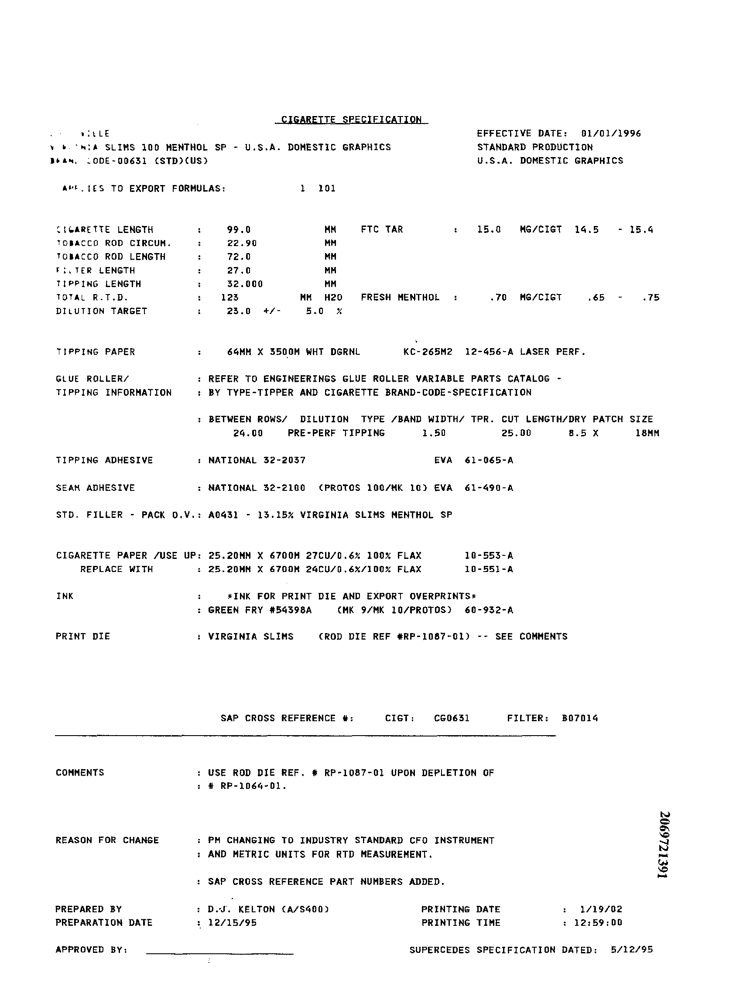 CIGARETTE SPECIFICATION
EFFECTIVE DATE: 01/01/1996
SLIMS 100 MENTHOL SP - U.S.A. DOMESTIC GRAPHICS STANDARD PRODUCTION
CODE-00631 (STD)(US) U.S.A. DOMESTIC GRAPHICS
APPLIES TO EXPORT FORMULAS: 1 101
CIGARETTE LENGTH : 99.0 MM FTC TAR : 15.0 MG/CIGT 14.5 - 15.4
TOBACCO ROD CIRCUM. : 22.90 MM
TOBACCO ROD LENGTH : 72.0 MM
FILTER LENGTH : 27.0 MM
TIPPING LENGTH : 32.000 MM
TOTAL R.T.D. : 123 MM H2O FRESH MENTHOL : .70 MG/CIGT .65 - .75
DILUTION TARGET : 23.0 +/- 5.0 %
TIPPING PAPER : 64MM X 3500M WHT DGRNL KC-265M2 12-456-A LASER PERF.
GLUE ROLLER/ : REFER TO ENGINEERINGS GLUE ROLLER VARIABLE PARTS CATALOG -
TIPPING INFORMATION : BY TYPE-TIPPER AND CIGARETTE BRAND-CODE-SPECIFICATION
: BETWEEN ROWS/ DILUTION TYPE /BAND WIDTH/ TPR. CUT LENGTH/DRY PATCH SIZE
24.00 PRE-PERF TIPPING 1.50 25.00 8.5 X 18MM
TIPPING ADHESIVE : NATIONAL 32-2037 EVA 61-065-A
SEAM ADHESIVE : NATIONAL 32-2100 (PROTOS 100/MK 10) EVA 61-490-A
STD. FILLER - PACK O.V.: A0431 - 13.15% VIRGINIA SLIMS MENTHOL SP
CIGARETTE PAPER /USE UP: 25.20MM X 6700M 27CU/0.6% 100% FLAX 10-553-A
REPLACE WITH : 25.20MM X 6700M 24CU/0.6%/100% FLAX 10-551-A
INK : *INK FOR PRINT DIE AND EXPORT OVERPRINTS*
: GREEN FRY #54398A (MK 9/MK 10/PROTOS) 60-932-A
PRINT DIE : VIRGINIA SLIMS (ROD DIE REF #RP-1087-01) -- SEE COMMENTS
SAP CROSS REFERENCE #: CIGT: CG0631 FILTER: B07014
COMMENTS : USE ROD DIE REF. # RP-1087-01 UPON DEPLETION OF
: # RP-1064-01.
REASON FOR CHANGE : PM CHANGING TO INDUSTRY STANDARD CFO INSTRUMENT
: AND METRIC UNITS FOR RTD MEASUREMENT.
: SAP CROSS REFERENCE PART NUMBERS ADDED.
PREPARED BY : D.J. KELTON (A/S400) PRINTING DATE : 1/19/02
PREPARATION DATE : 12/15/95 PRINTING TIME : 12:59:00
APPROVED BY: SUPERCEDES SPECIFICATION DATED: 5/12/95
2069721391